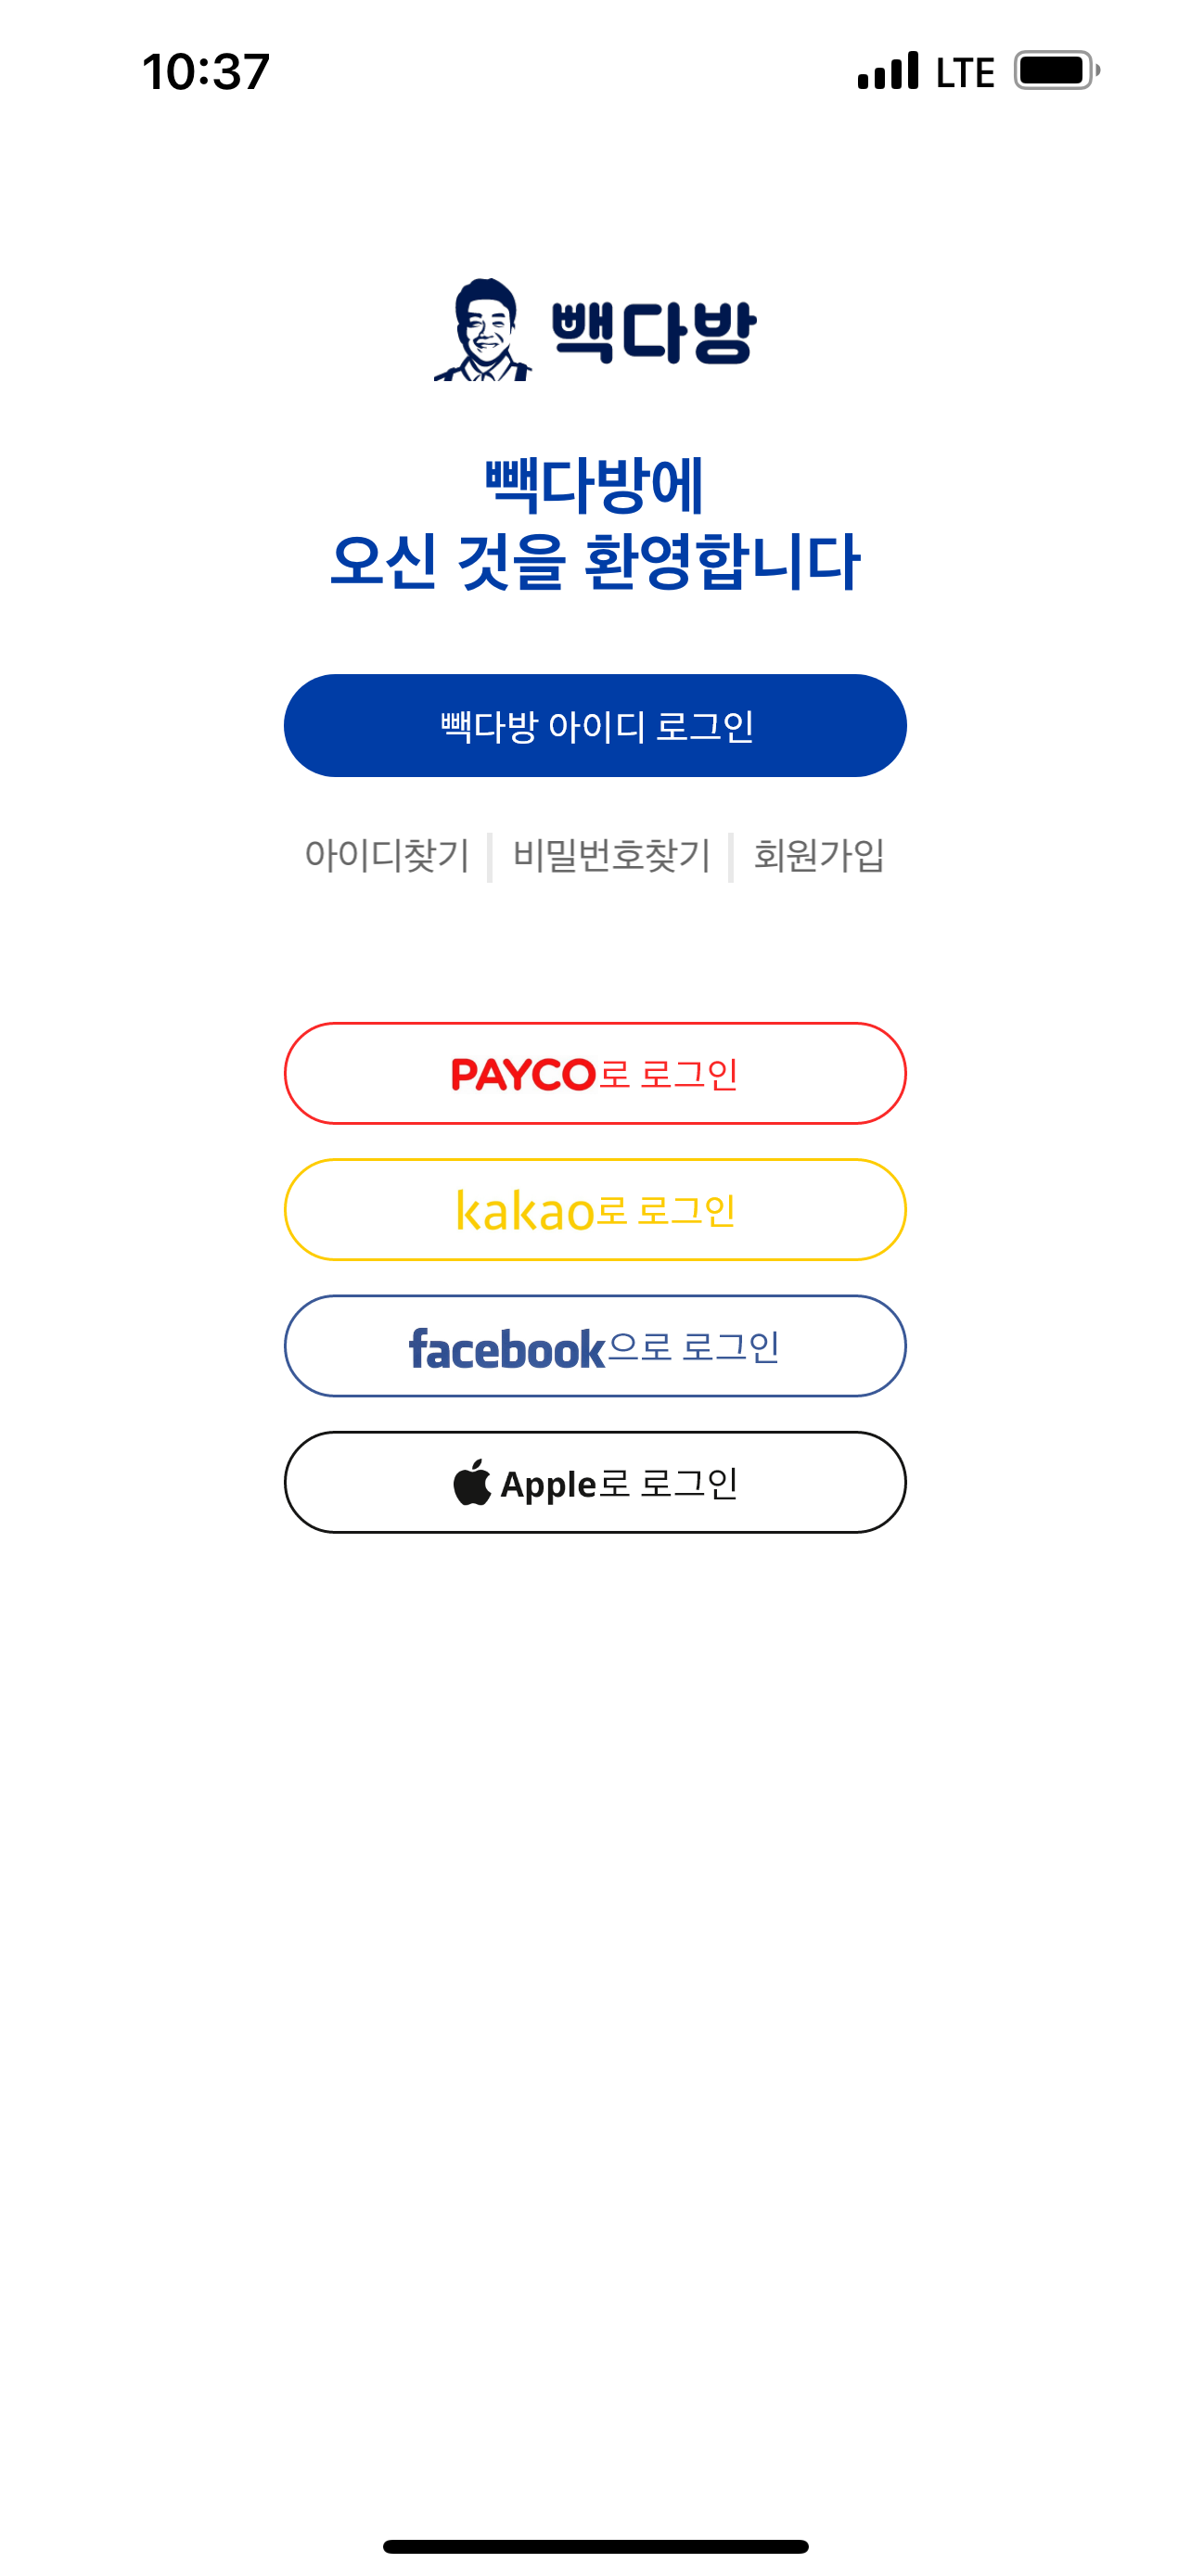 10:37 LTE
빽다방
빽다방에
오신 것을 환영합니다
빽다방 아이디 로그인
아이디찾기 비밀번호찾기 회원가입
PAYCO로 로그인
kakao로 로그인
facebook으로 로그인
Apple로 로그인